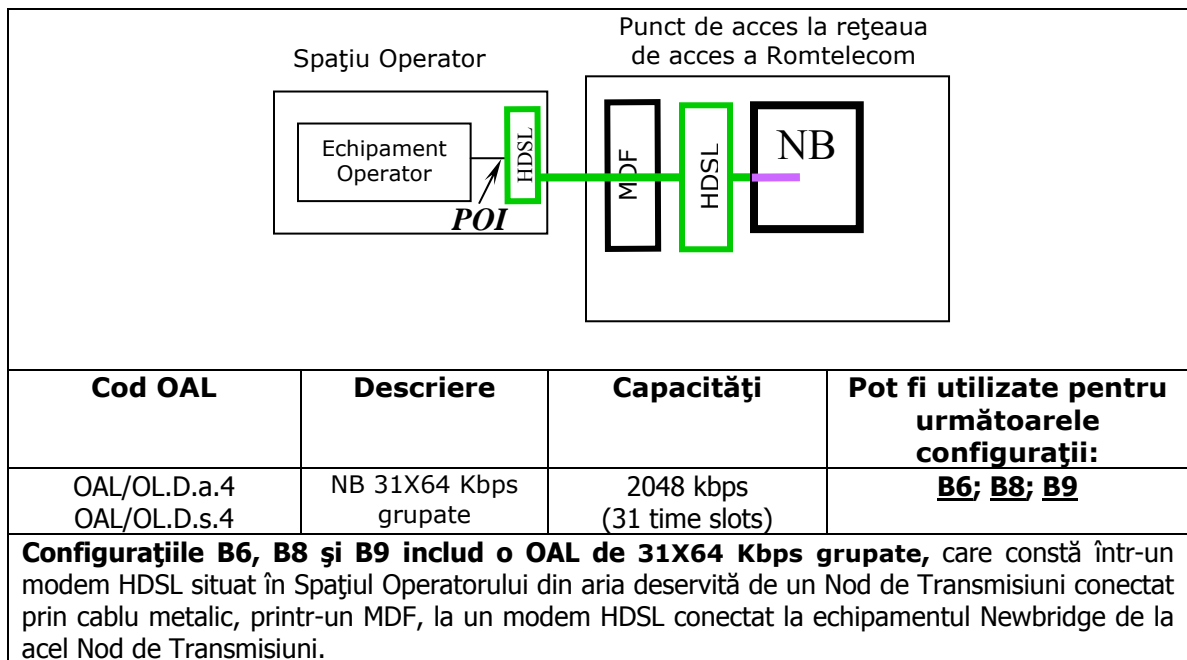 Punct de acces la reţeaua
de acces a Romtelecom
Spaţiu Operator
Echipament
Operator
HDSL
POI
MDF
HDSL
NB
Cod OAL
Descriere
Capacităţi
Pot fi utilizate pentru
următoarele
configuraţii:
OAL/OL.D.a.4
OAL/OL.D.s.4
NB 31X64 Kbps
grupate
2048 kbps
(31 time slots)
B6; B8; B9
Configuraţiile B6, B8 şi B9 includ o OAL de 31X64 Kbps grupate, care constă într-un
modem HDSL situat în Spaţiul Operatorului din aria deservită de un Nod de Transmisiuni conectat
prin cablu metalic, printr-un MDF, la un modem HDSL conectat la echipamentul Newbridge de la
acel Nod de Transmisiuni.